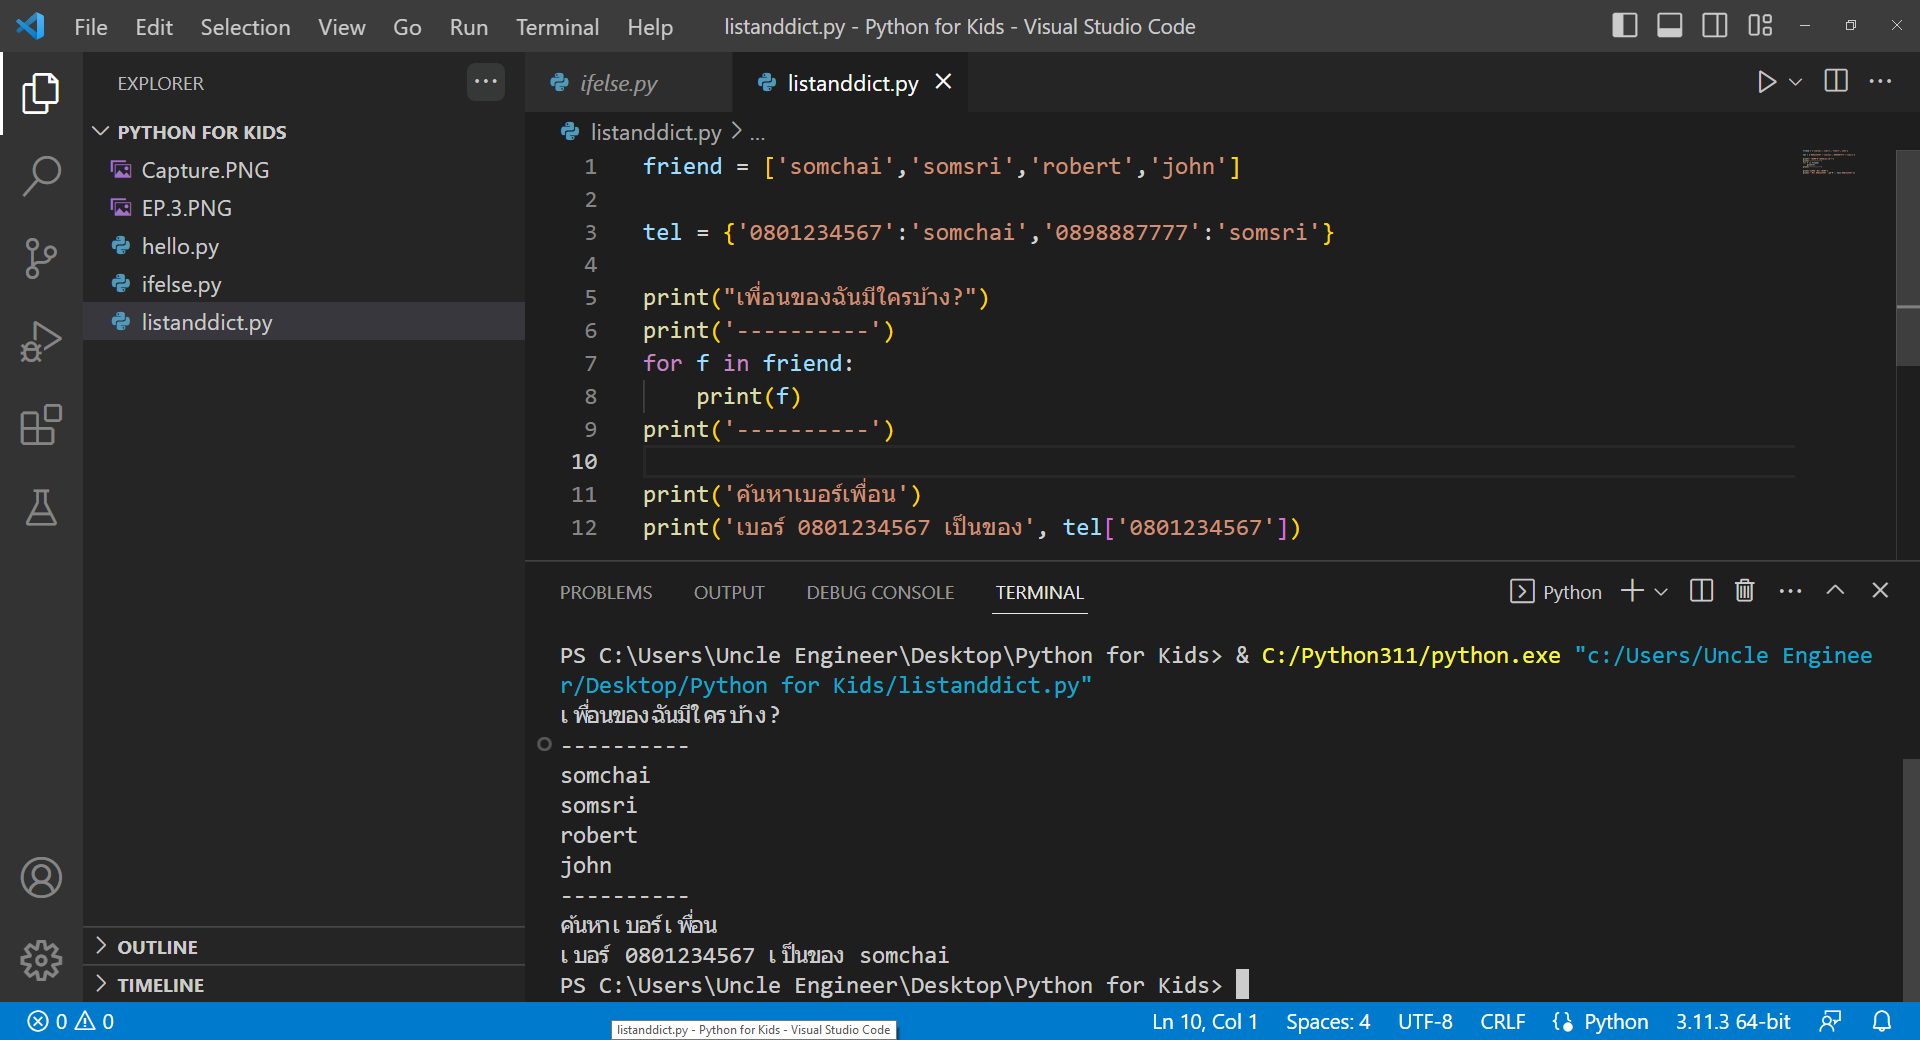 File Edit Selection View Go Run Terminal Help listanddict.py - Python for Kids - Visual Studio Code
EXPLORER
PYTHON FOR KIDS
Capture.PNG
EP.3.PNG
hello.py
ifelse.py
listanddict.py
OUTLINE
TIMELINE
ifelse.py listanddict.py
listanddict.py > ...
1 friend = ['somchai','somsri','robert','john']
2
3 tel = {'0801234567':'somchai','0898887777':'somsri'}
4
5 print("เพื่อนของฉันมีใครบ้าง?")
6 print('----------')
7 for f in friend:
8     print(f)
9 print('----------')
10
11 print('ค้นหาเบอร์เพื่อน')
12 print('เบอร์ 0801234567 เป็นของ', tel['0801234567'])
PROBLEMS OUTPUT DEBUG CONSOLE TERMINAL Python
PS C:\Users\Uncle Engineer\Desktop\Python for Kids> & C:/Python311/python.exe "c:/Users/Uncle Enginee
r/Desktop/Python for Kids/listanddict.py"
เพื่อนของฉันมีใครบ้าง?
----------
somchai
somsri
robert
john
----------
ค้นหาเบอร์เพื่อน
เบอร์ 0801234567 เป็นของ somchai
PS C:\Users\Uncle Engineer\Desktop\Python for Kids>
0 0 Ln 10, Col 1 Spaces: 4 UTF-8 CRLF Python 3.11.3 64-bit
listanddict.py - Python for Kids - Visual Studio Code